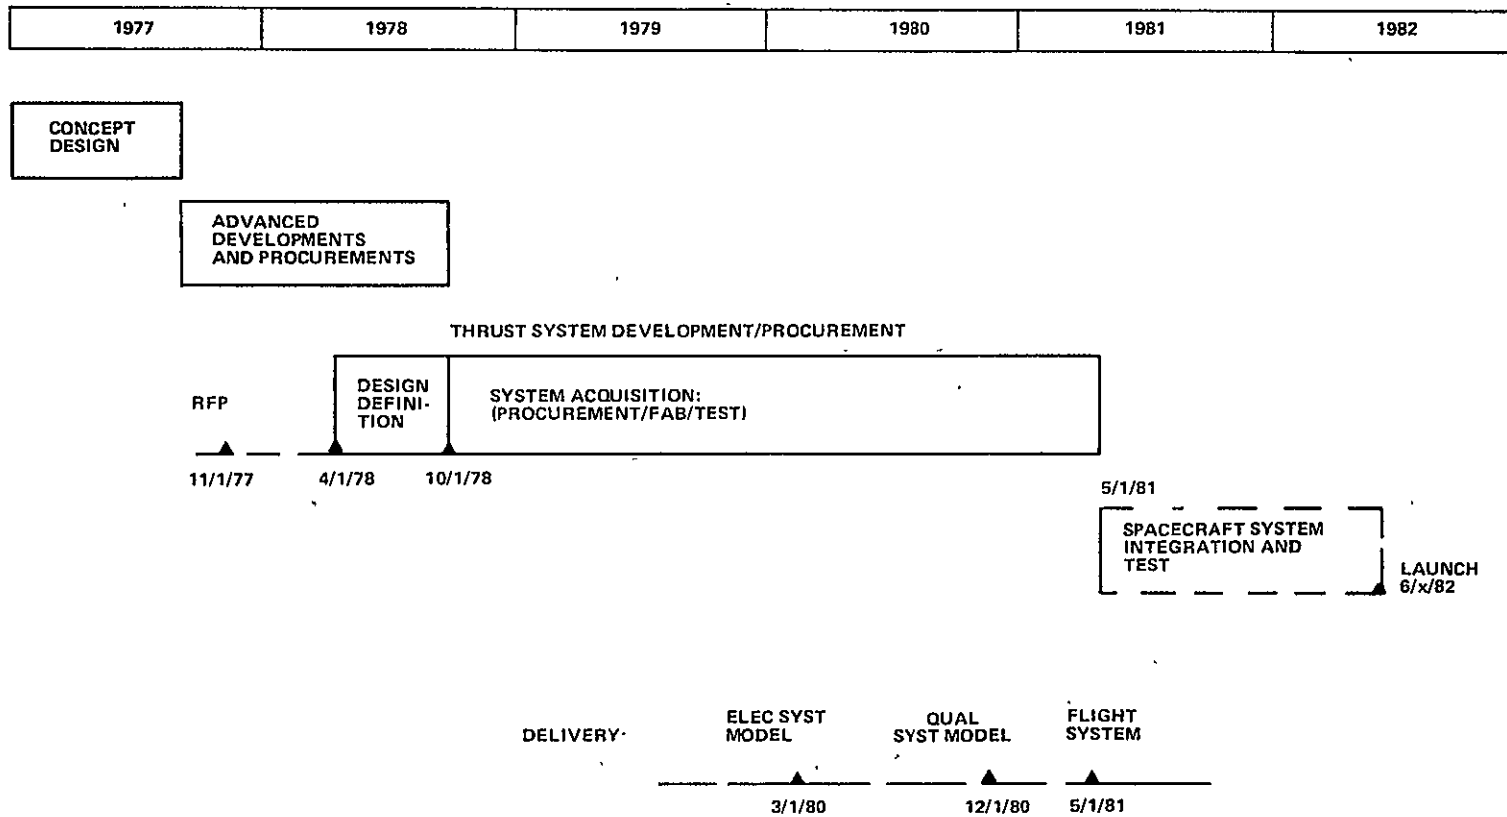 1977 1978 1979 1980 1981 1982
CONCEPT
DESIGN
ADVANCED
DEVELOPMENTS
AND PROCUREMENTS
THRUST SYSTEM DEVELOPMENT/PROCUREMENT
RFP
DESIGN
DEFINI-
TION
SYSTEM ACQUISITION:
(PROCUREMENT/FAB/TEST)
11/1/77 4/1/78 10/1/78
5/1/81
SPACECRAFT SYSTEM
INTEGRATION AND
TEST
LAUNCH
6/x/82
DELIVERY
ELEC SYST
MODEL
QUAL
SYST MODEL
FLIGHT
SYSTEM
3/1/80 12/1/80 5/1/81